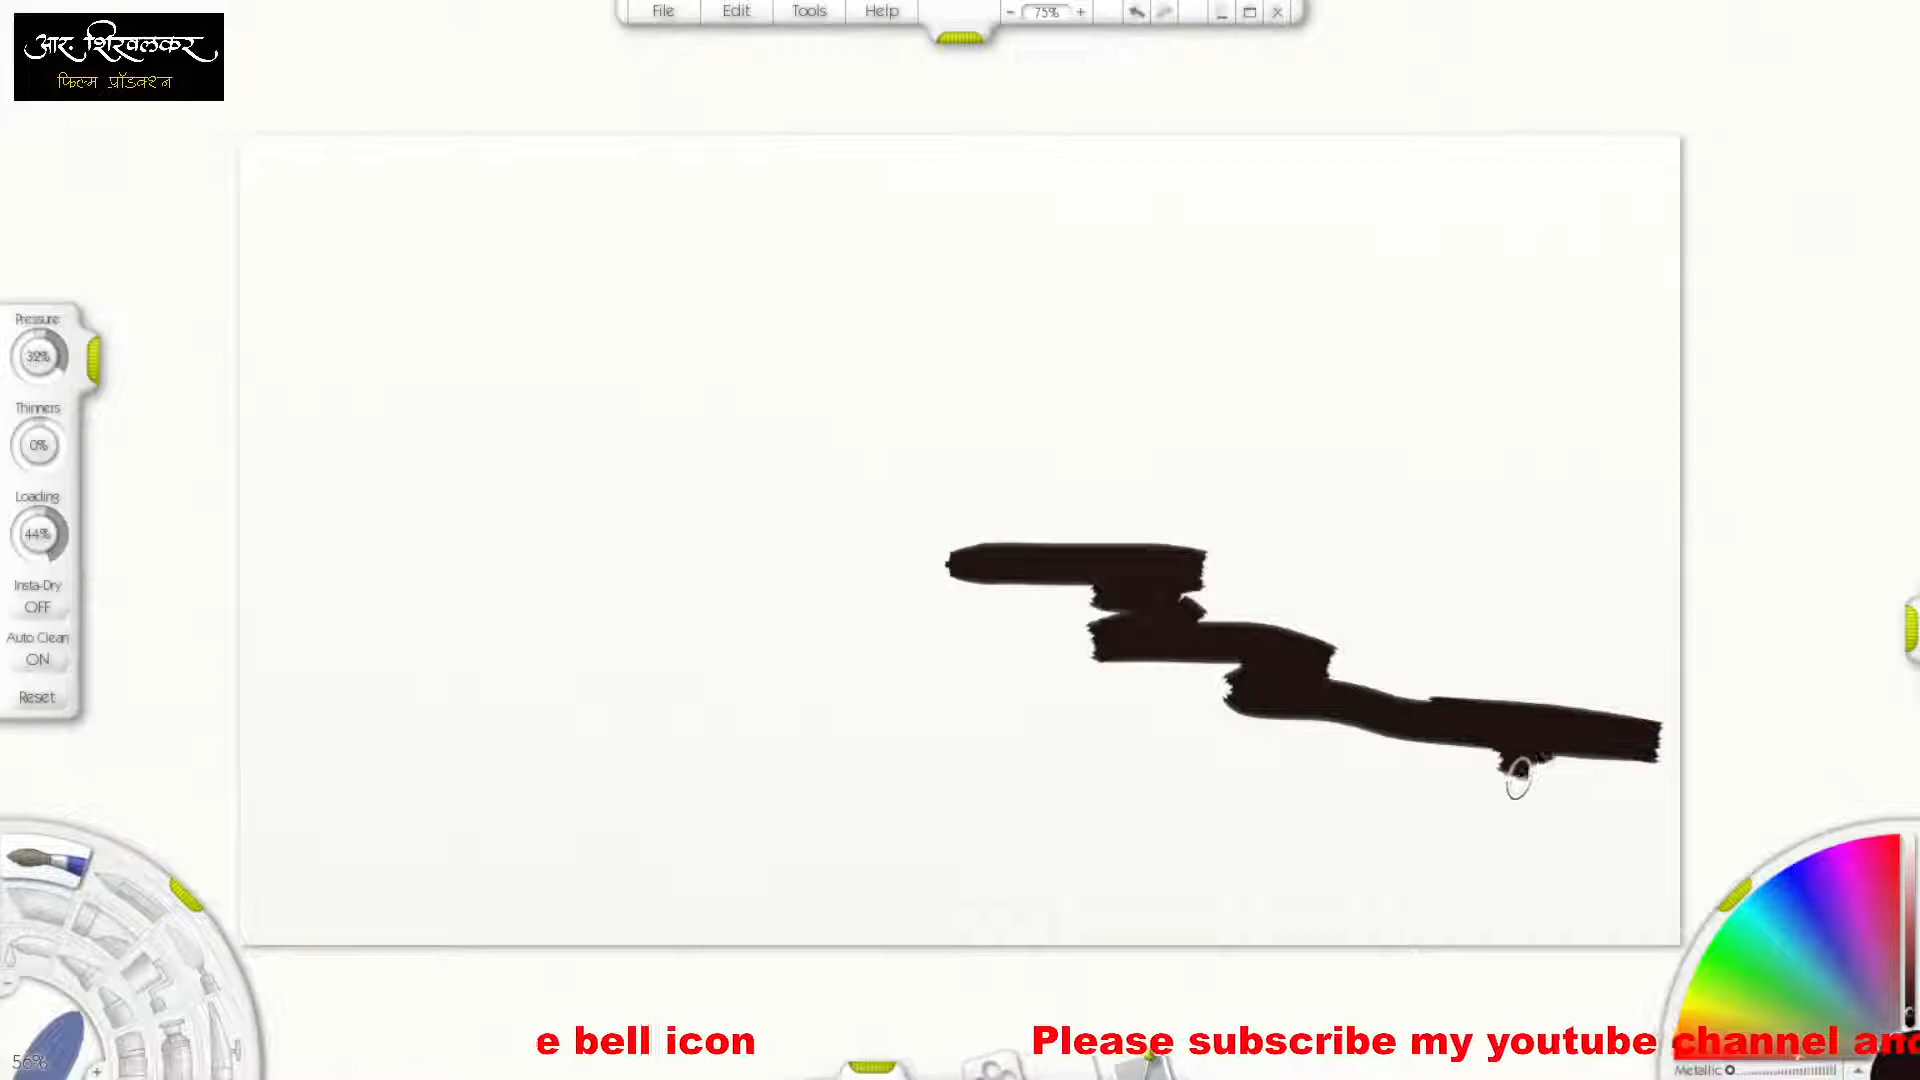 File Edit Tools Help - 75% +
आर. शिरवलकर
फिल्म प्रॉडक्शन
Pressure
32%
Thinners
0%
Loading
44%
Insta-Dry
OFF
Auto Clean
ON
Reset
56%
e bell icon Please subscribe my youtube channel and
Metallic